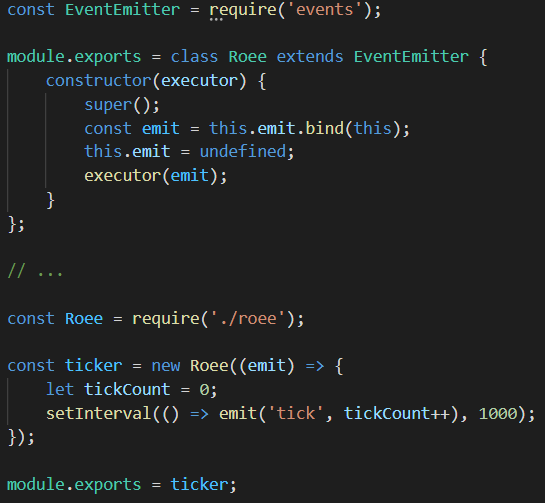 const EventEmitter = require('events');
module.exports = class Roee extends EventEmitter {
    constructor(executor) {
        super();
        const emit = this.emit.bind(this);
        this.emit = undefined;
        executor(emit);
    }
};
// ...
const Roee = require('./roee');
const ticker = new Roee((emit) => {
    let tickCount = 0;
    setInterval(() => emit('tick', tickCount++), 1000);
});
module.exports = ticker;